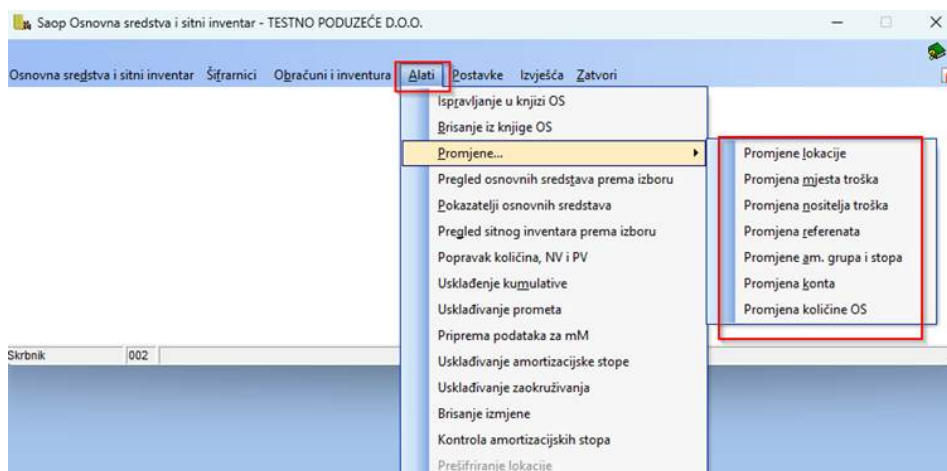 Saop Osnovna sredstva i sitni inventar - TESTNO PODUZEĆE D.O.O.
Osnovna sredstva i sitni inventar Šifrarnici Obračuni i inventura Alati Postavke Izvješća Zatvori
Ispravljanje u knjizi OS
Brisanje iz knjige OS
Promjene...
Pregled osnovnih sredstava prema izboru
Pokazatelji osnovnih sredstava
Pregled sitnog inventara prema izboru
Popravak količina, NV i PV
Usklađenje kumulative
Usklađivanje prometa
Priprema podataka za mM
Usklađivanje amortizacijske stope
Usklađivanje zaokruživanja
Brisanje izmjene
Kontrola amortizacijskih stopa
Prešifriranje lokacije
Promjene lokacije
Promjena mjesta troška
Promjena nositelja troška
Promjena referenata
Promjene am. grupa i stopa
Promjena konta
Promjena količine OS
Skrbnik 002